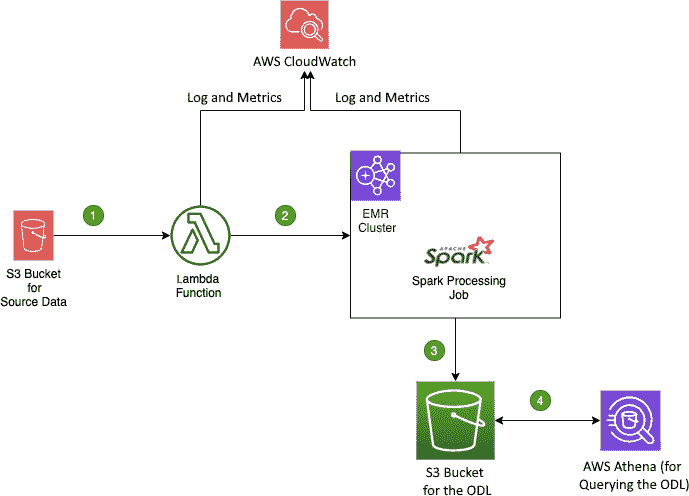 AWS CloudWatch
Log and Metrics
Log and Metrics
1
2
EMR
Cluster
APACHE
Spark
Spark Processing
Job
S3 Bucket
for
Source Data
Lambda
Function
3
4
S3 Bucket
for the ODL
AWS Athena (for
Querying the ODL)